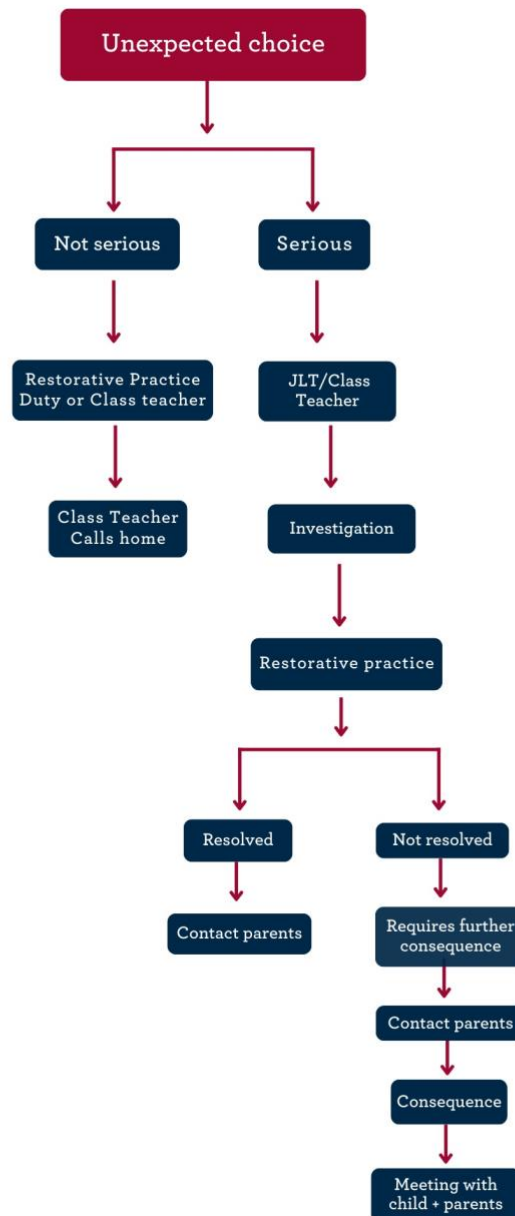 Unexpected choice
Not serious
Serious
Restorative Practice
Duty or Class teacher
JLT/Class
Teacher
Class Teacher
Calls home
Investigation
Restorative practice
Resolved
Not resolved
Contact parents
Requires further
consequence
Contact parents
Consequence
Meeting with
child + parents